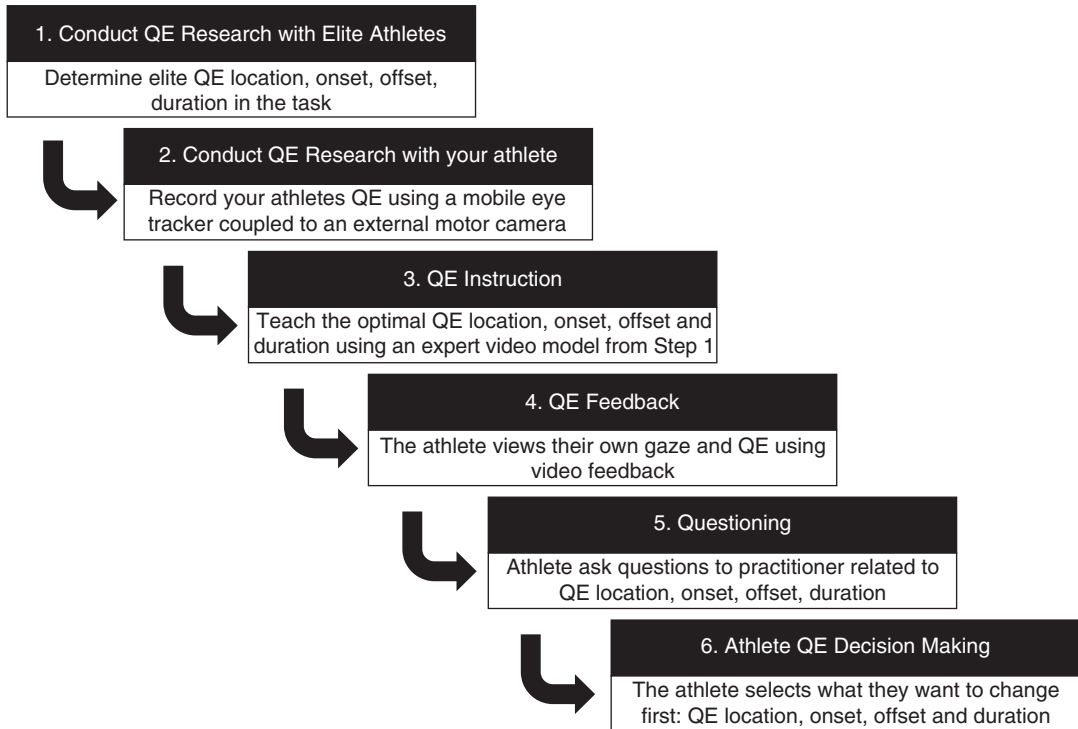 1. Conduct QE Research with Elite Athletes
Determine elite QE location, onset, offset,
duration in the task
2. Conduct QE Research with your athlete
Record your athletes QE using a mobile eye
tracker coupled to an external motor camera
3. QE Instruction
Teach the optimal QE location, onset, offset and
duration using an expert video model from Step 1
4. QE Feedback
The athlete views their own gaze and QE using
video feedback
5. Questioning
Athlete ask questions to practitioner related to
QE location, onset, offset, duration
6. Athlete QE Decision Making
The athlete selects what they want to change
first: QE location, onset, offset and duration